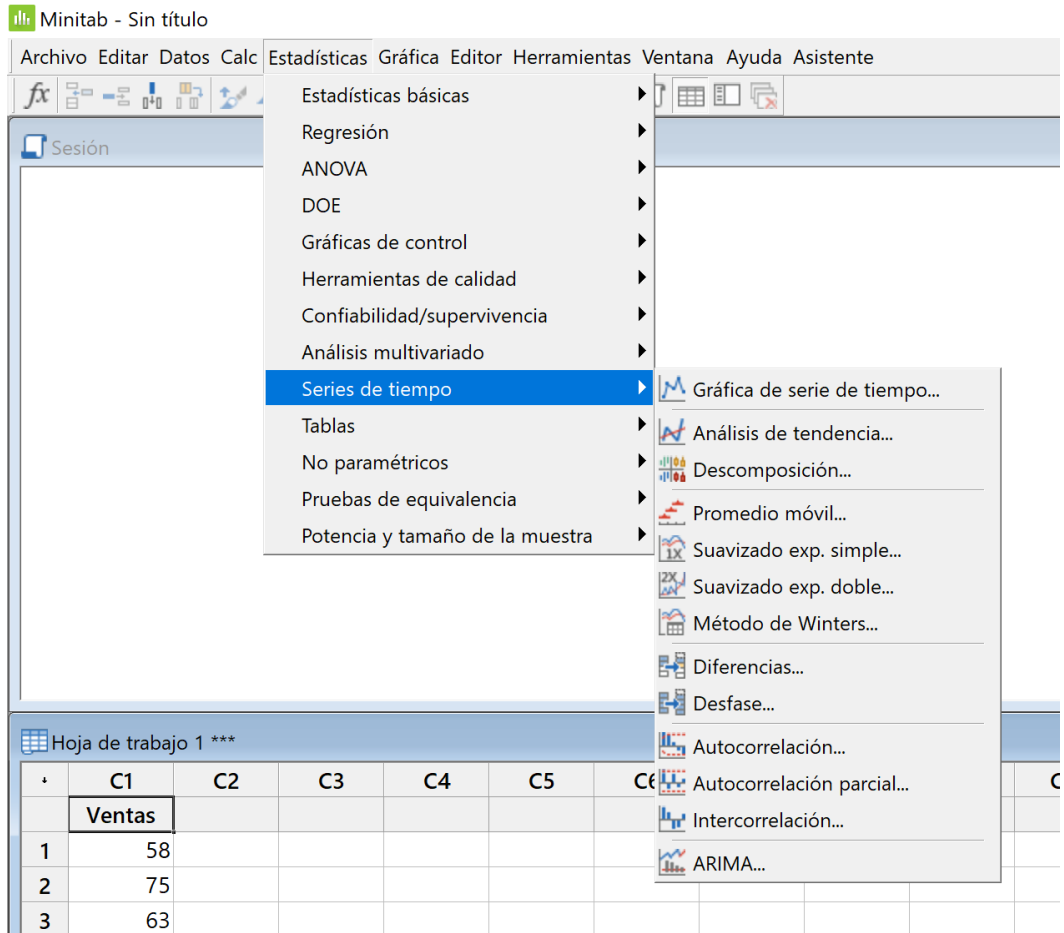 Minitab - Sin título
Archivo Editar Datos Calc Estadísticas Gráfica Editor Herramientas Ventana Ayuda Asistente
fx
Estadísticas básicas
Regresión
ANOVA
DOE
Gráficas de control
Herramientas de calidad
Confiabilidad/supervivencia
Análisis multivariado
Series de tiempo
Tablas
No paramétricos
Pruebas de equivalencia
Potencia y tamaño de la muestra
Gráfica de serie de tiempo...
Análisis de tendencia...
Descomposición...
Promedio móvil...
Suavizado exp. simple...
Suavizado exp. doble...
Método de Winters...
Diferencias...
Desfase...
Autocorrelación...
Autocorrelación parcial...
Intercorrelación...
ARIMA...
Sesión
Hoja de trabajo 1 ***
C1 C2 C3 C4 C5
Ventas
1 58
2 75
3 63